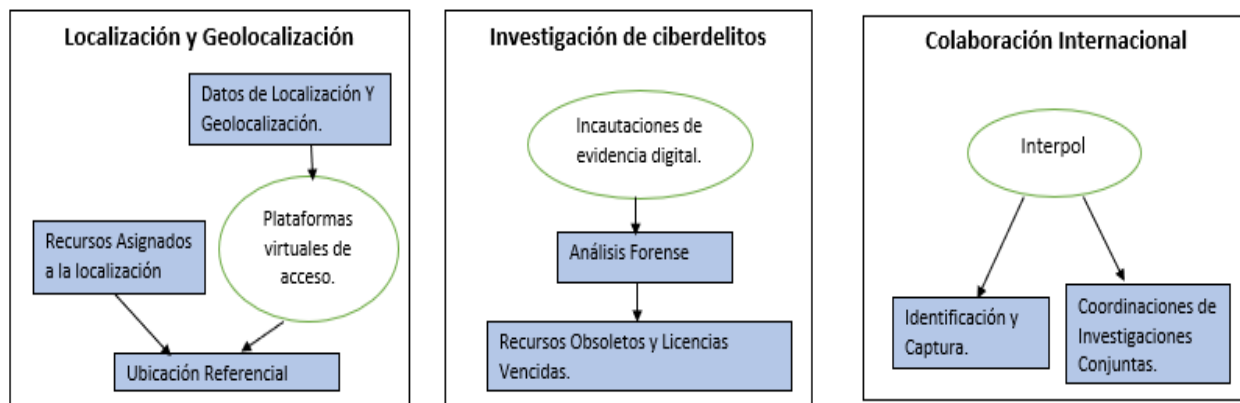 Localización y Geolocalización
Datos de Localización Y
Geolocalización.
Plataformas
virtuales de
acceso.
Recursos Asignados
a la localización
Ubicación Referencial
Investigación de ciberdelitos
Incautaciones de
evidencia digital.
Análisis Forense
Recursos Obsoletos y Licencias
Vencidas.
Colaboración Internacional
Interpol
Identificación y
Captura.
Coordinaciones de
Investigaciones
Conjuntas.